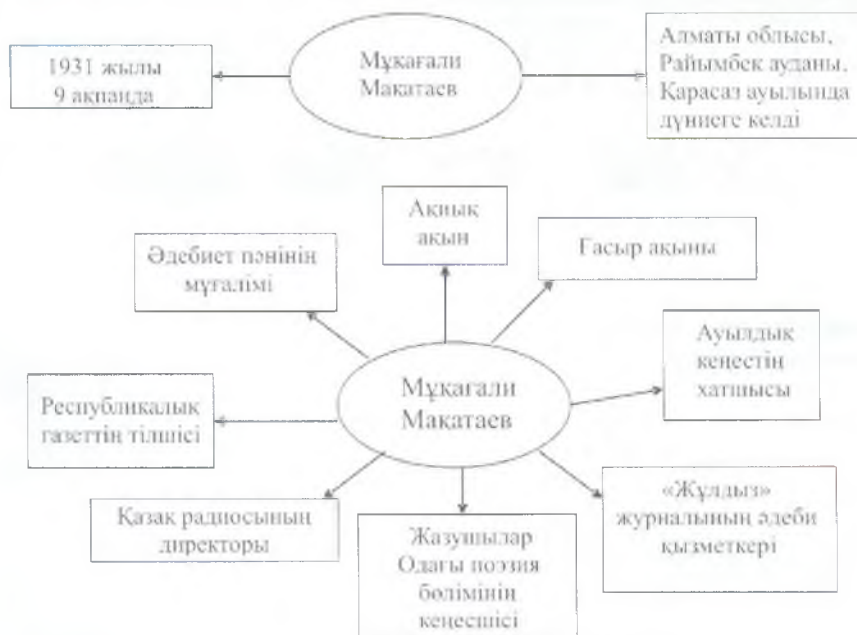 1931 жылы
9 ақпанда
Мұқағали
Мақатаев
Алматы облысы,
Райымбек ауданы,
Қарасаз ауылында
дүниеге келді
Ақиық
ақын
Ғасыр ақыны
Әдебиет пәнінің
мұғалімі
Ауылдық
кеңестің
хатшысы
Мұқағали
Мақатаев
Республикалық
газеттің тілшісі
Қазақ радиосының
директоры
Жазушылар
Одағы поэзия
бөлімінің
кеңесшісі
«Жұлдыз»
журналының әдеби
қызметкері